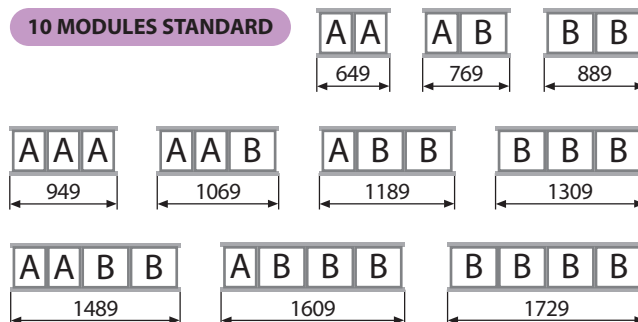 10 MODULES STANDARD
A A A B B B
649 769 889
A A A A A B A B B B B B
949 1069 1189 1309
A A B B A B B B B B B B
1489 1609 1729